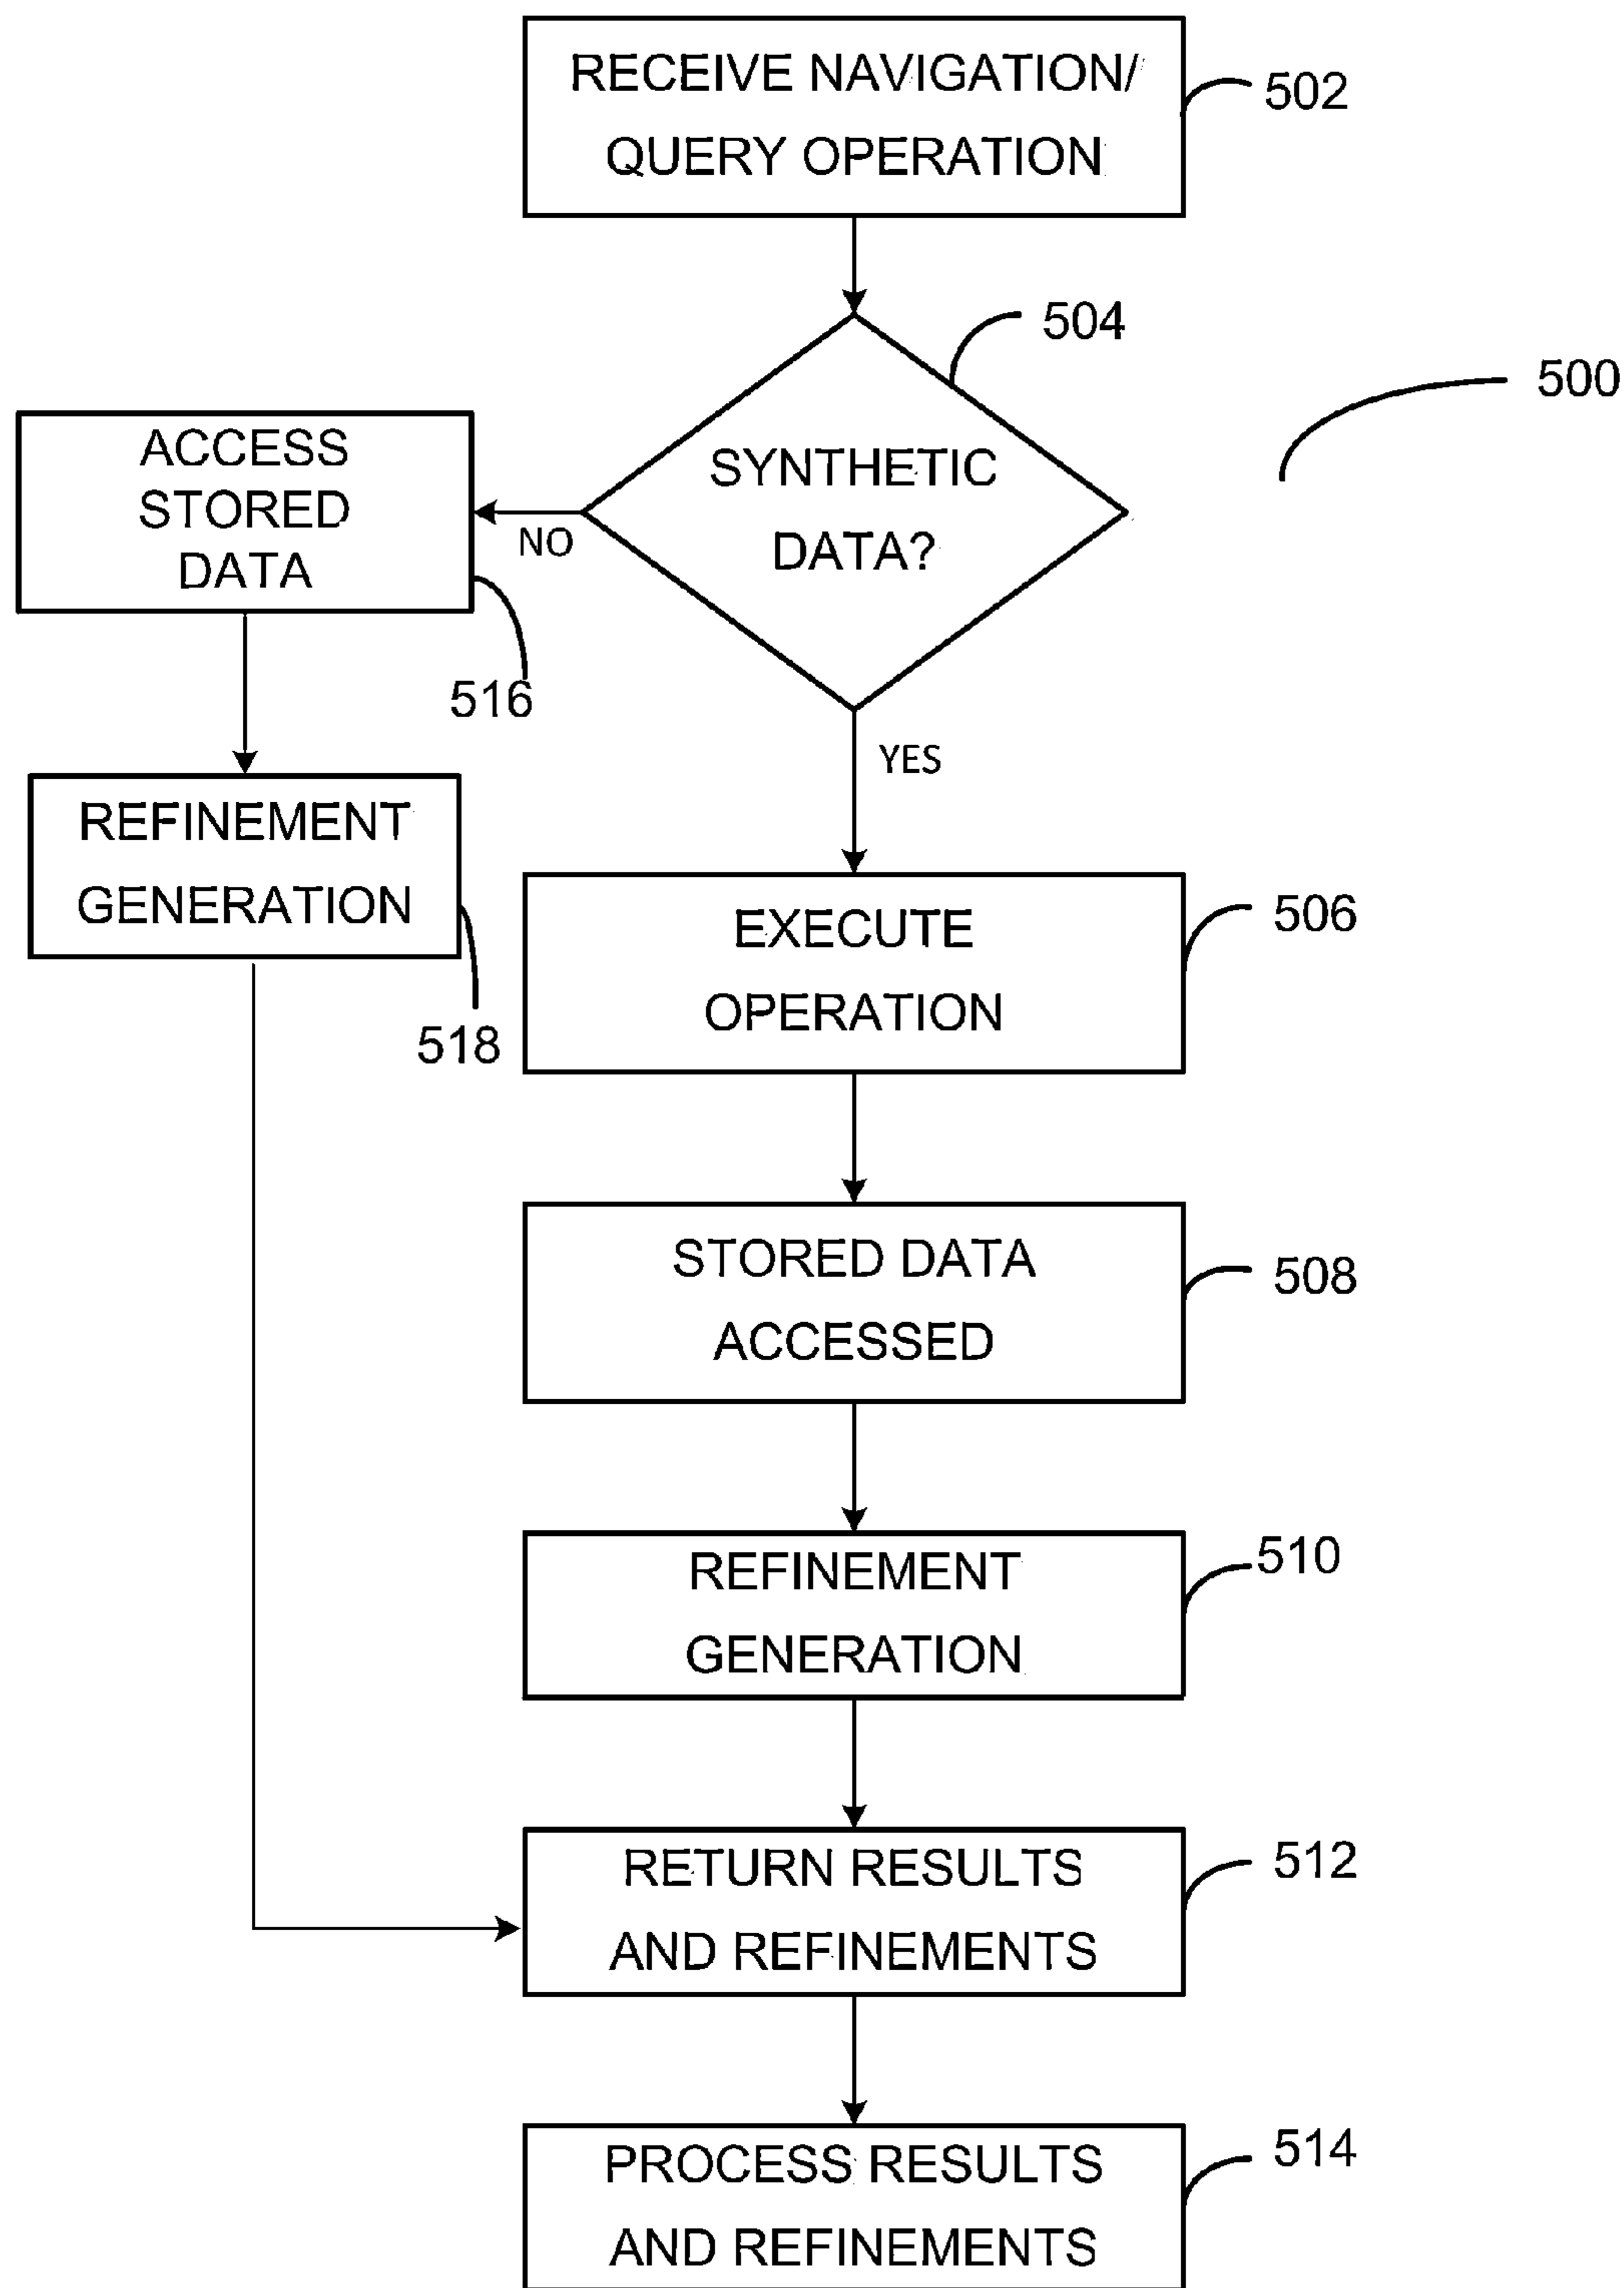 RECEIVE NAVIGATION/
QUERY OPERATION
502
504
500
SYNTHETIC
DATA?
NO
YES
ACCESS
STORED
DATA
516
REFINEMENT
GENERATION
518
EXECUTE
OPERATION
506
STORED DATA
ACCESSED
508
REFINEMENT
GENERATION
510
RETURN RESULTS
AND REFINEMENTS
512
PROCESS RESULTS
AND REFINEMENTS
514